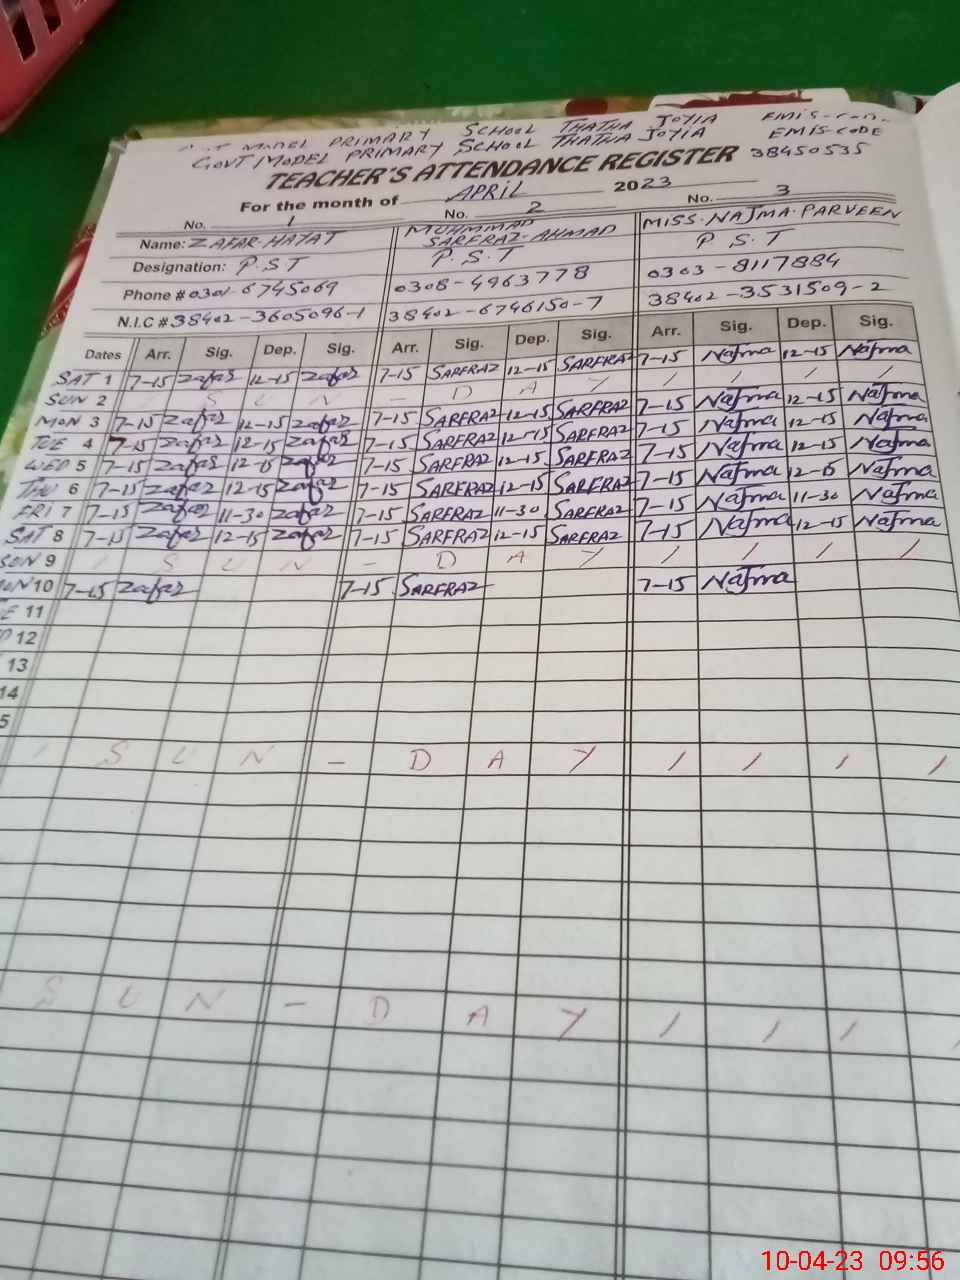 MODEL PRIMARY SCHOOL THATHA JOYIA EMIS-
GOVT MODEL PRIMARY SCHOOL THATHA JOYIA EMIS-CODE
TEACHER'S ATTENDANCE REGISTER 38450535
For the month of APRIL 2023
No. 1 No. 2 No. 3
Name: ZAFAR-HAYAT MUHMMAD SARFRAZ-AHMAD MISS-NAJMA-PARVEEN
Designation: P.S.T P.S.T P S T
Phone # 0301-6745069 0308-4963778 0303-8117884
N.I.C # 38402-3605096-1 38402-6746150-7 38402-3531509-2
Dates Arr. Sig. Dep. Sig. Arr. Sig. Dep. Sig. Arr. Sig. Dep. Sig.
SAT 1 7-15 Zafar 12-15 Zafar 7-15 SARFRAZ 12-15 SARFRAZ 7-15 Najma 12-15 Najma
SUN 2 / S U N - D A Y / / / /
MON 3 7-15 Zafar 12-15 Zafar 7-15 SARFRAZ 12-15 SARFRAZ 7-15 Najma 12-15 Najma
TUE 4 7-15 Zafar 12-15 Zafar 7-15 SARFRAZ 12-15 SARFRAZ 7-15 Najma 12-15 Najma
WED 5 7-15 Zafar 12-15 Zafar 7-15 SARFRAZ 12-15 SARFRAZ 7-15 Najma 12-15 Najma
THU 6 7-15 Zafar 12-15 Zafar 7-15 SARFRAZ 12-15 SARFRAZ 7-15 Najma 12-15 Najma
FRI 7 7-15 Zafar 11-30 Zafar 7-15 SARFRAZ 11-30 SARFRAZ 7-15 Najma 11-30 Najma
SAT 8 7-15 Zafar 12-15 Zafar 7-15 SARFRAZ 12-15 SARFRAZ 7-15 Najma 12-15 Najma
SUN 9 / S U N - D A Y / / / /
MON 10 7-15 Zafar 7-15 SARFRAZ 7-15 Najma
E 11
12
13
14
5
/ S U N - D A Y / / / /
S U N - D A Y / / /
10-04-23 09:56